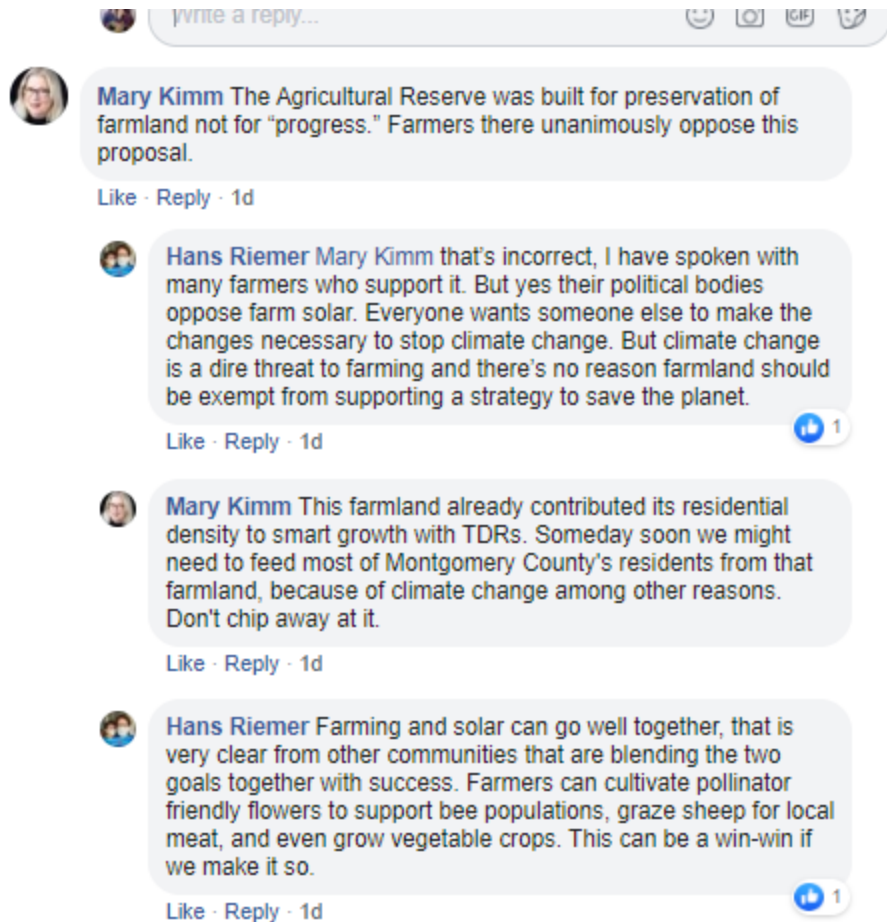 Write a reply...
GIF
Mary Kimm The Agricultural Reserve was built for preservation of
farmland not for “progress.” Farmers there unanimously oppose this
proposal.
Like · Reply · 1d
Hans Riemer Mary Kimm that's incorrect, I have spoken with
many farmers who support it. But yes their political bodies
oppose farm solar. Everyone wants someone else to make the
changes necessary to stop climate change. But climate change
is a dire threat to farming and there's no reason farmland should
be exempt from supporting a strategy to save the planet.
1
Like · Reply · 1d
Mary Kimm This farmland already contributed its residential
density to smart growth with TDRs. Someday soon we might
need to feed most of Montgomery County's residents from that
farmland, because of climate change among other reasons.
Don't chip away at it.
Like · Reply · 1d
Hans Riemer Farming and solar can go well together, that is
very clear from other communities that are blending the two
goals together with success. Farmers can cultivate pollinator
friendly flowers to support bee populations, graze sheep for local
meat, and even grow vegetable crops. This can be a win-win if
we make it so.
1
Like · Reply · 1d